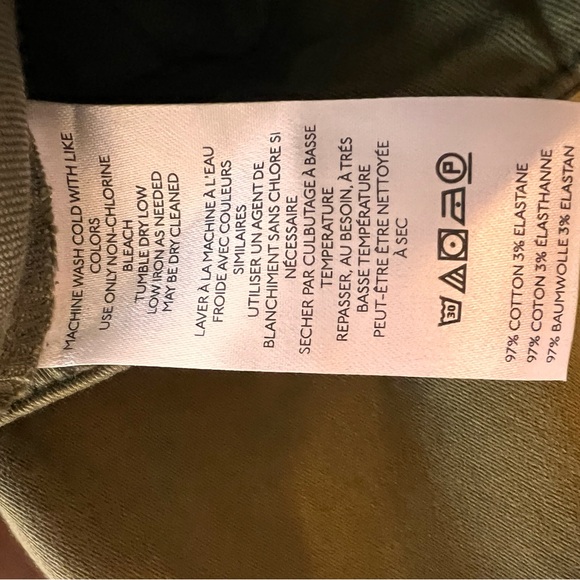 MACHINE WASH COLD WITH LIKE
COLORS
USE ONLY NON-CHLORINE
BLEACH
TUMBLE DRY LOW
LOW IRON AS NEEDED
MAY BE DRY CLEANED
LAVER À LA MACHINE À L'EAU
FROIDE AVEC COULEURS
SIMILAIRES
UTILISER UN AGENT DE
BLANCHIMENT SANS CHLORE SI
NÉCESSAIRE
SECHER PAR CULBUTAGE À BASSE
TEMPERATURE
REPASSER, AU BESOIN, À TRÉS
BASSE TEMPÉRATURE
PEUT-ÊTRE ÊTRE NETTOYÉE
À SEC
30 P
97% COTTON 3% ELASTANE
97% COTON 3% ÉLASTHANNE
97% BAUMWOLLE 3% ELASTAN